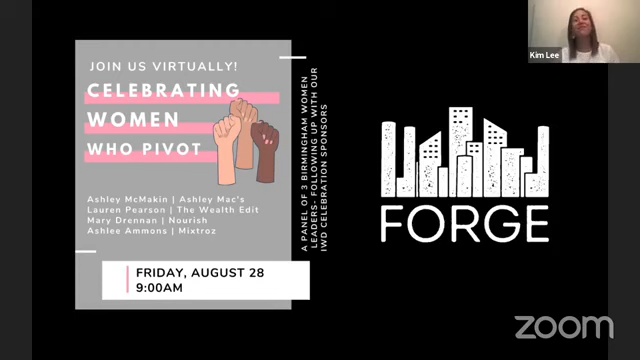 JOIN US VIRTUALLY!
CELEBRATING
WOMEN
WHO PIVOT
Ashley McMakin | Ashley Mac's
Lauren Pearson | The Wealth Edit
Mary Drennan | Nourish
Ashlee Ammons | Mixtroz
FRIDAY, AUGUST 28
9:00AM
A PANEL OF 3 BIRMINGHAM WOMEN
LEADERS- FOLLOWING UP WITH OUR
IWD CELEBRATION SPONSORS
FORGE
Kim Lee
zoom